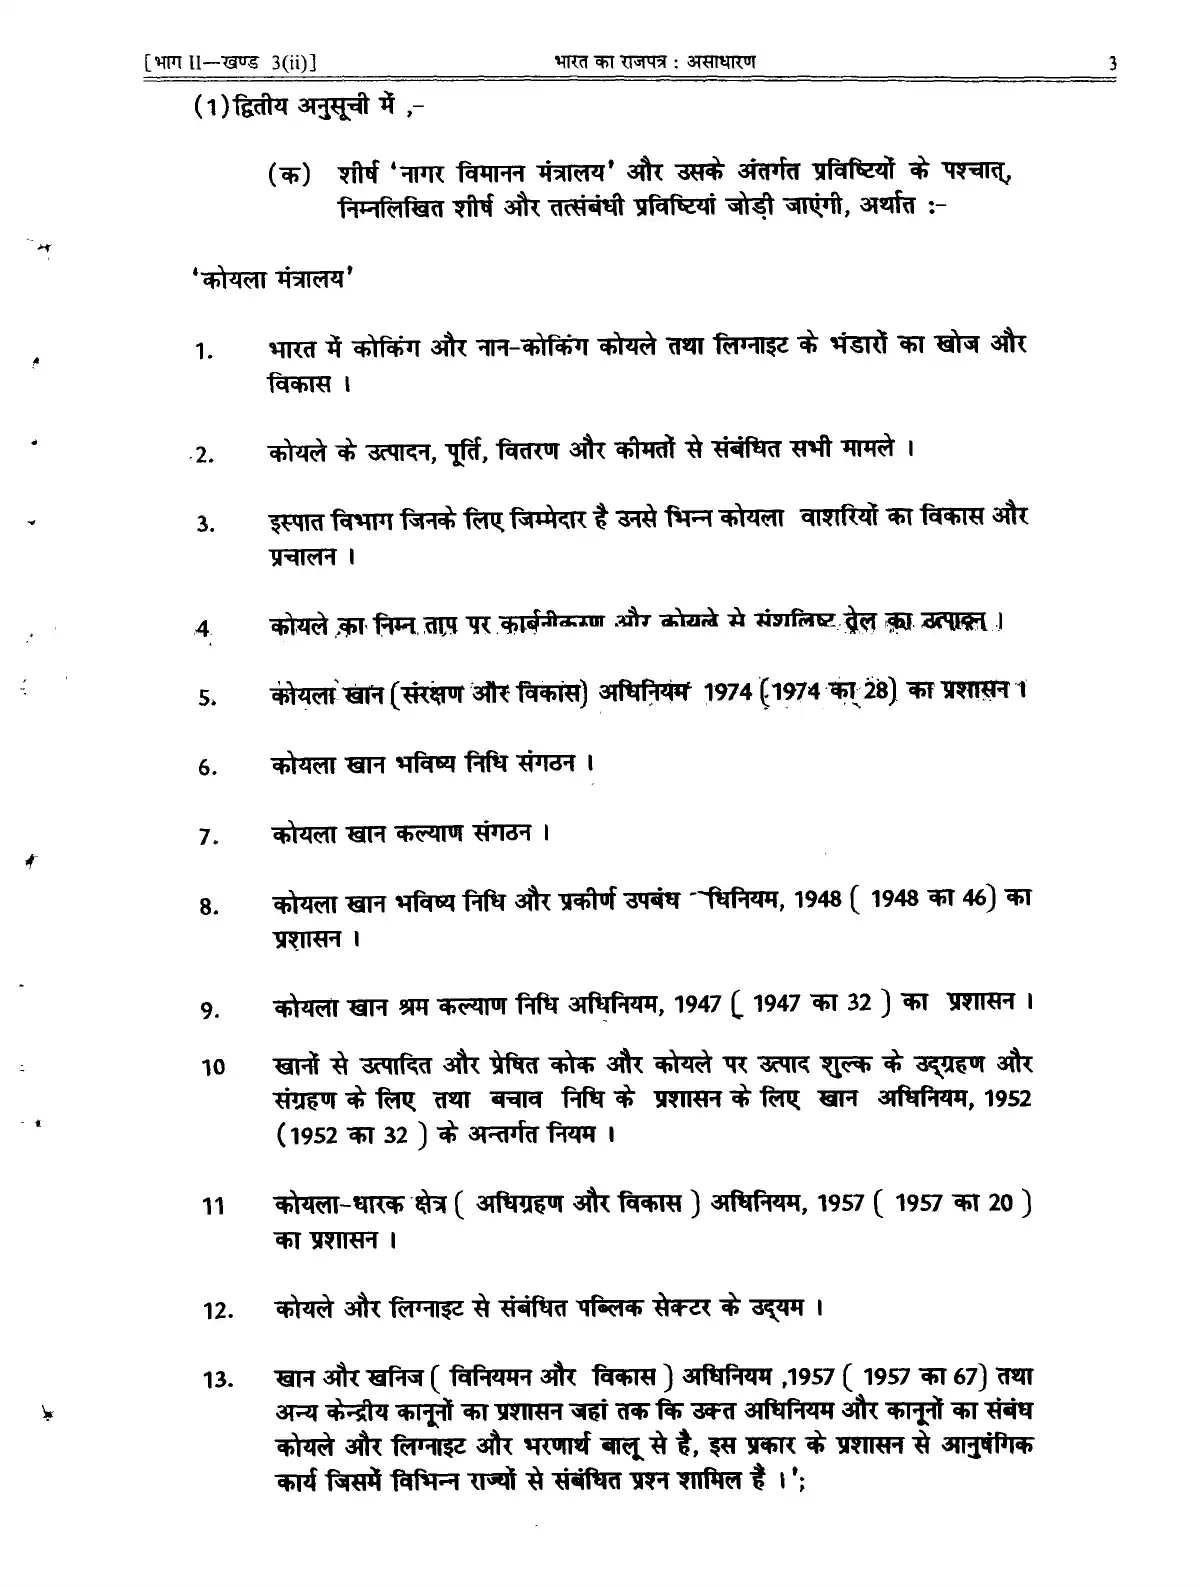 [भाग II—खण्ड 3(ii)] भारत का राजपत्र : असाधारण 3
(1)द्वितीय अनुसूची में ,-
(क) शीर्ष 'नागर विमानन मंत्रालय' और उसके अंतर्गत प्रविष्टियों के पश्चात्,
निम्नलिखित शीर्ष और तत्संबंधी प्रविष्टियां जोड़ी जाएंगी, अर्थात :-
'कोयला मंत्रालय'
1. भारत में कोकिंग और नान-कोकिंग कोयले तथा लिग्नाइट के भंडारों का खोज और
विकास ।
2. कोयले के उत्पादन, पूर्ति, वितरण और कीमतों से संबंधित सभी मामले ।
3. इस्पात विभाग जिनके लिए जिम्मेदार है उनसे भिन्न कोयला वाशरियों का विकास और
प्रचालन ।
4 कोयले का निम्न ताप पर कार्बनीकरण और कोयले से संशलिष्ट तेल का उत्पादन ।
5. कोयला खान (संरक्षण और विकास) अधिनियम 1974 (1974 का 28) का प्रशासन ।
6. कोयला खान भविष्य निधि संगठन ।
7. कोयला खान कल्याण संगठन ।
8. कोयला खान भविष्य निधि और प्रकीर्ण उपबंध धिनियम, 1948 ( 1948 का 46) का
प्रशासन ।
9. कोयला खान श्रम कल्याण निधि अधिनियम, 1947 ( 1947 का 32 ) का प्रशासन ।
10 खानों से उत्पादित और प्रेषित कोक और कोयले पर उत्पाद शुल्क के उद्ग्रहण और
संग्रहण के लिए तथा बचाव निधि के प्रशासन के लिए खान अधिनियम, 1952
(1952 का 32 ) के अन्तर्गत नियम ।
11 कोयला-धारक क्षेत्र ( अधिग्रहण और विकास ) अधिनियम, 1957 ( 1957 का 20 )
का प्रशासन ।
12. कोयले और लिग्नाइट से संबंधित पब्लिक सेक्टर के उद्यम ।
13. खान और खनिज ( विनियमन और विकास ) अधिनियम ,1957 ( 1957 का 67) तथा
अन्य केन्द्रीय कानूनों का प्रशासन जहां तक कि उक्त अधिनियम और कानूनों का संबंध
कोयले और लिग्नाइट और भरणार्थ बालू से है, इस प्रकार के प्रशासन से आनुषंगिक
कार्य जिसमें विभिन्न राज्यों से संबंधित प्रश्न शामिल हैं ।';